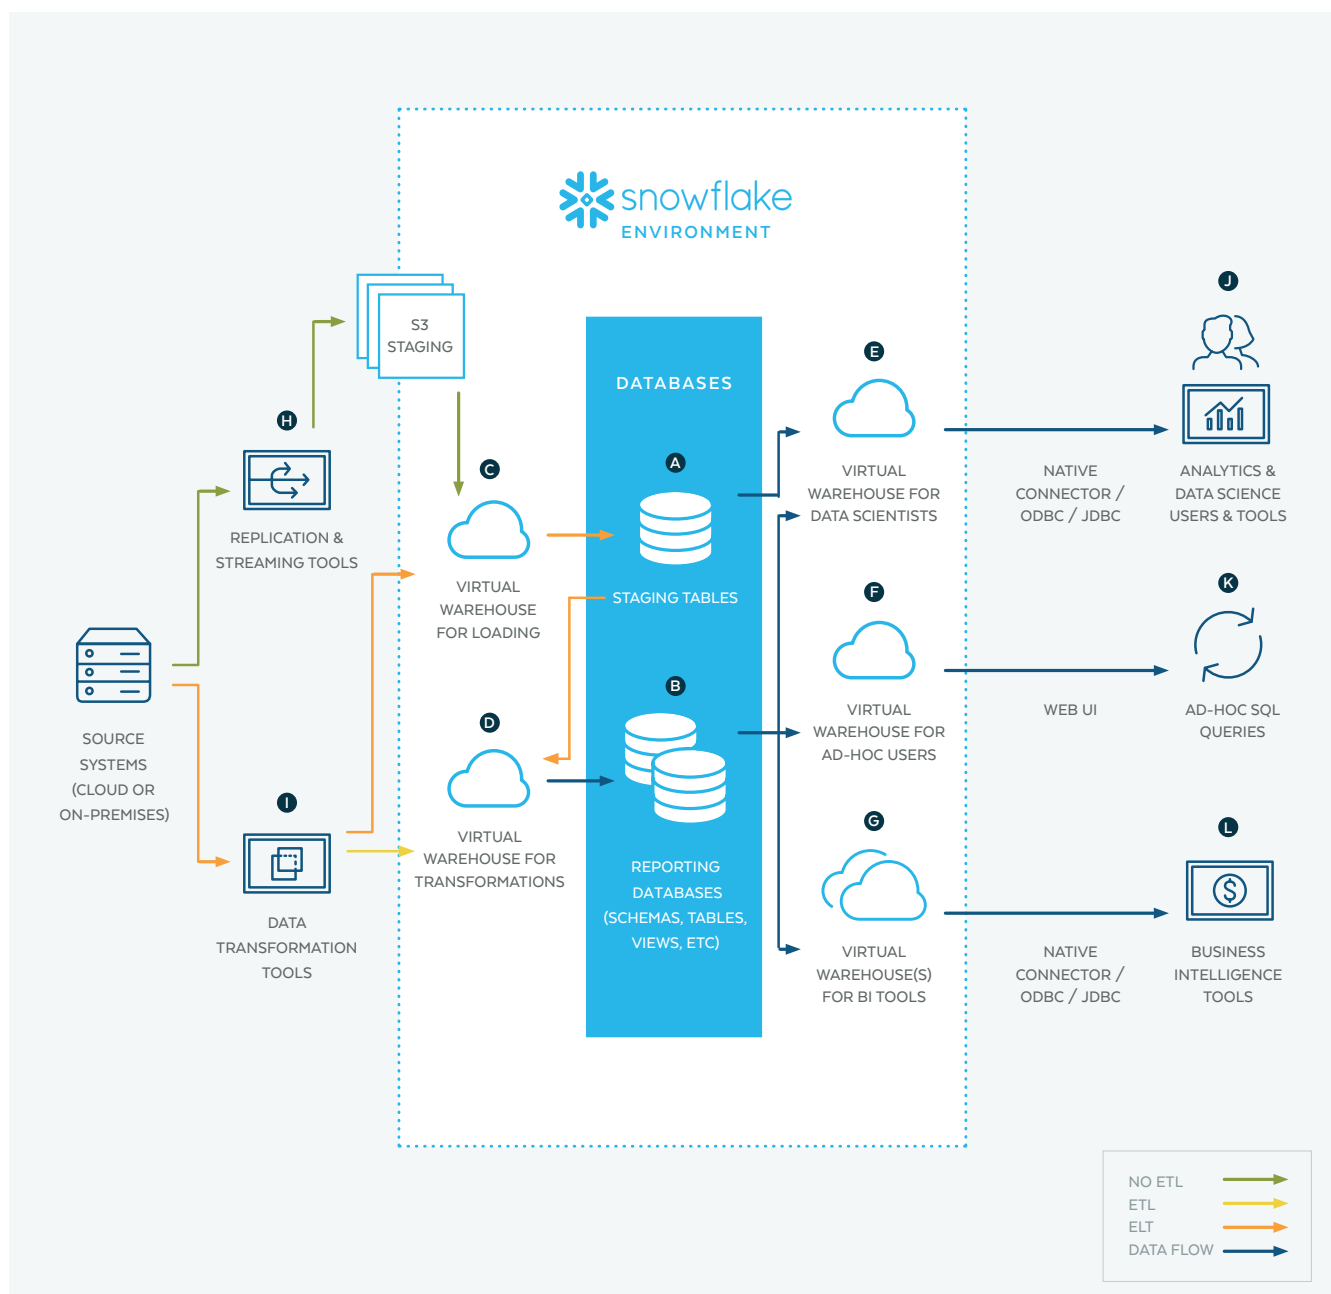 snowflake
ENVIRONMENT
S3
STAGING
DATABASES
H
REPLICATION &
STREAMING TOOLS
SOURCE
SYSTEMS
(CLOUD OR
ON-PREMISES)
I
DATA
TRANSFORMATION
TOOLS
C
VIRTUAL
WAREHOUSE
FOR LOADING
D
VIRTUAL
WAREHOUSE FOR
TRANSFORMATIONS
A
STAGING TABLES
B
REPORTING
DATABASES
(SCHEMAS, TABLES,
VIEWS, ETC)
E
VIRTUAL
WAREHOUSE FOR
DATA SCIENTISTS
F
VIRTUAL
WAREHOUSE FOR
AD-HOC USERS
G
VIRTUAL
WAREHOUSE(S)
FOR BI TOOLS
NATIVE
CONNECTOR /
ODBC / JDBC
WEB UI
NATIVE
CONNECTOR /
ODBC / JDBC
J
ANALYTICS &
DATA SCIENCE
USERS & TOOLS
K
AD-HOC SQL
QUERIES
L
$
BUSINESS
INTELLIGENCE
TOOLS
NO ETL
ETL
ELT
DATA FLOW